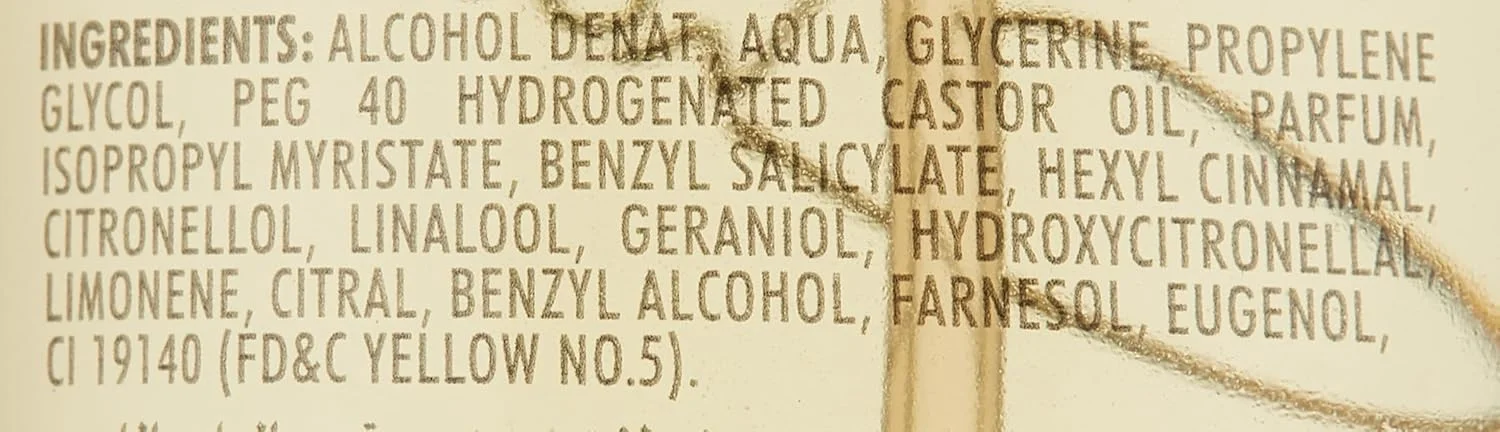 INGREDIENTS: ALCOHOL DENAT. AQUA, GLYCERINE, PROPYLENE
GLYCOL, PEG 40 HYDROGENATED CASTOR OIL, PARFUM,
ISOPROPYL MYRISTATE, BENZYL SALICYLATE, HEXYL CINNAMAL,
CITRONELLOL, LINALOOL, GERANIOL, HYDROXYCITRONELLAL,
LIMONENE, CITRAL, BENZYL ALCOHOL, FARNESOL, EUGENOL,
CI 19140 (FD&C YELLOW NO.5).